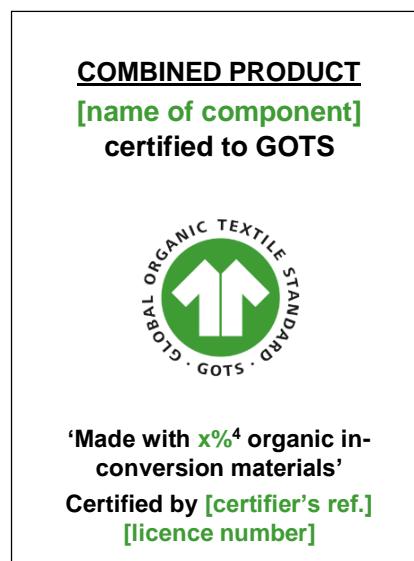 COMBINED PRODUCT
[name of component]
certified to GOTS
GLOBAL ORGANIC TEXTILE STANDARD · GOTS ·
‘Made with x%⁴ organic in-
conversion materials’
Certified by [certifier’s ref.]
[licence number]